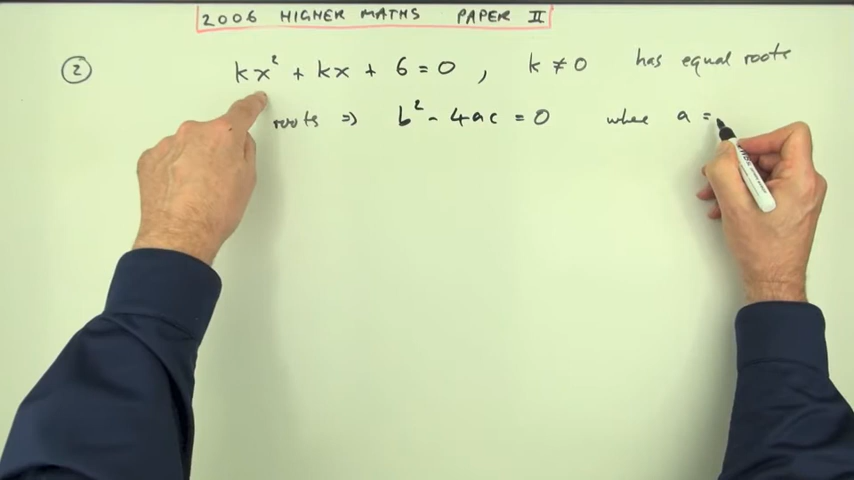 2006 HIGHER MATHS PAPER II
② kx² + kx + 6 = 0 , k ≠ 0 has equal roots
roots ⇒ b² - 4ac = 0 where a =